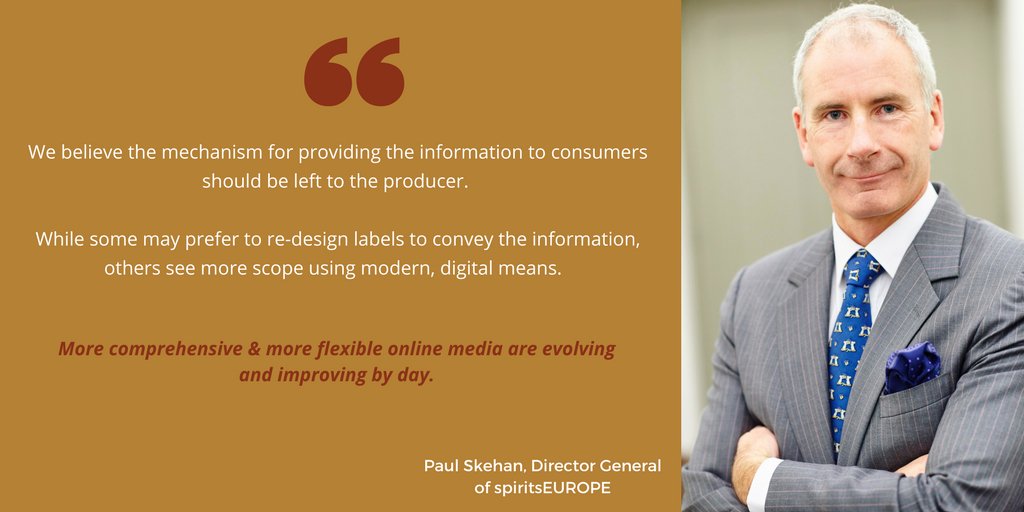 We believe the mechanism for providing the information to consumers
should be left to the producer.
While some may prefer to re-design labels to convey the information,
others see more scope using modern, digital means.
More comprehensive & more flexible online media are evolving
and improving by day.
Paul Skehan, Director General
of spiritsEUROPE